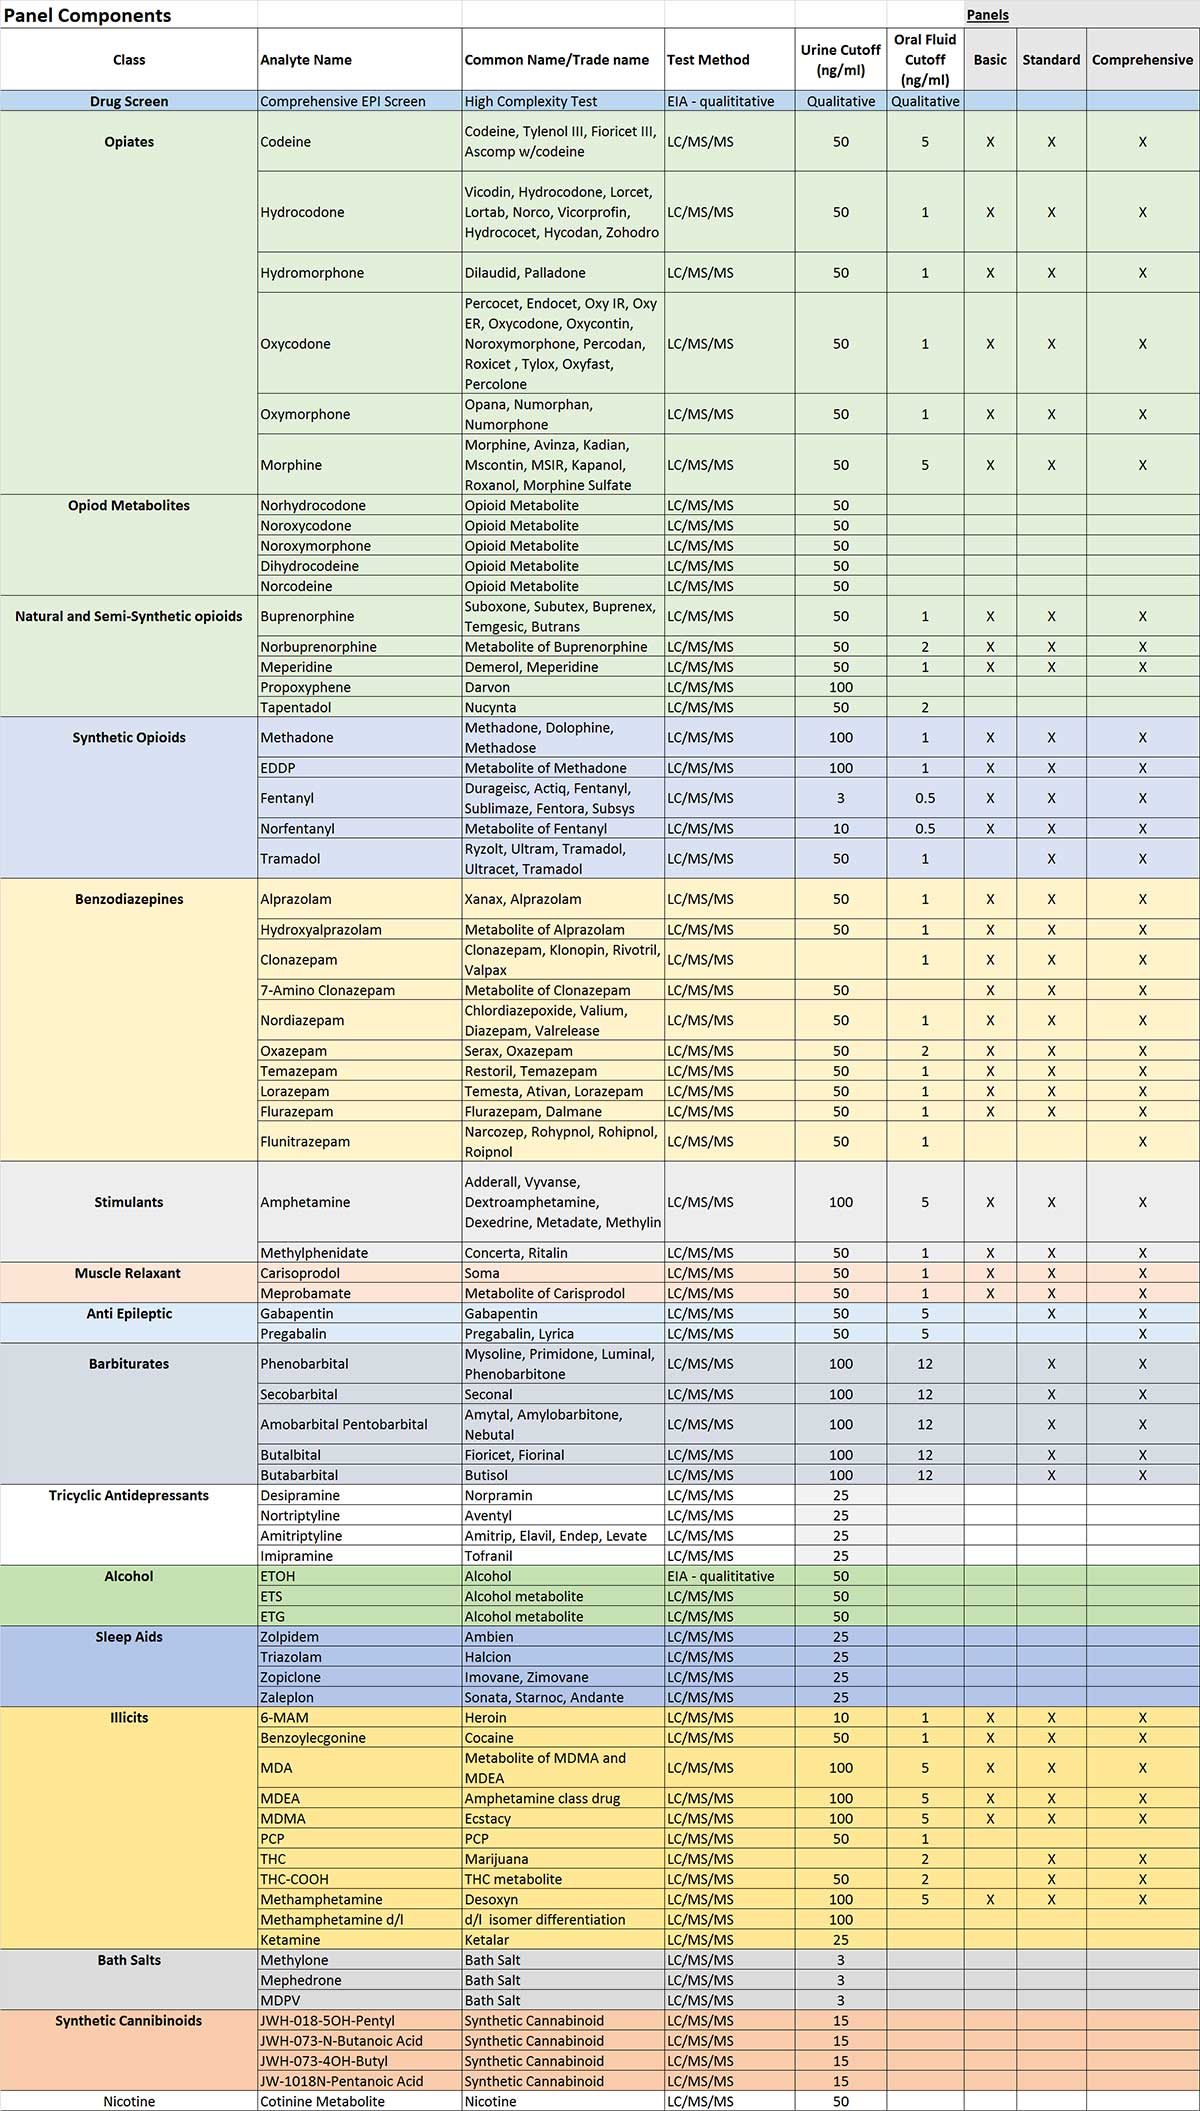 Panel Components Panels
Class Analyte Name Common Name/Trade name Test Method Urine Cutoff (ng/ml) Oral Fluid Cutoff (ng/ml) Basic Standard Comprehensive
Drug Screen Comprehensive EPI Screen High Complexity Test EIA - qualititative Qualitative Qualitative
Opiates Codeine Codeine, Tylenol III, Fioricet III, Ascomp w/codeine LC/MS/MS 50 5 X X X
Hydrocodone Vicodin, Hydrocodone, Lorcet, Lortab, Norco, Vicorprofin, Hydrococet, Hycodan, Zohodro LC/MS/MS 50 1 X X X
Hydromorphone Dilaudid, Palladone LC/MS/MS 50 1 X X X
Oxycodone Percocet, Endocet, Oxy IR, Oxy ER, Oxycodone, Oxycontin, Noroxymorphone, Percodan, Roxicet , Tylox, Oxyfast, Percolone LC/MS/MS 50 1 X X X
Oxymorphone Opana, Numorphan, Numorphone LC/MS/MS 50 1 X X X
Morphine Morphine, Avinza, Kadian, Mscontin, MSIR, Kapanol, Roxanol, Morphine Sulfate LC/MS/MS 50 5 X X X
Opiod Metabolites Norhydrocodone Opioid Metabolite LC/MS/MS 50
Noroxycodone Opioid Metabolite LC/MS/MS 50
Noroxymorphone Opioid Metabolite LC/MS/MS 50
Dihydrocodeine Opioid Metabolite LC/MS/MS 50
Norcodeine Opioid Metabolite LC/MS/MS 50
Natural and Semi-Synthetic opioids Buprenorphine Suboxone, Subutex, Buprenex, Temgesic, Butrans LC/MS/MS 50 1 X X X
Norbuprenorphine Metabolite of Buprenorphine LC/MS/MS 50 2 X X X
Meperidine Demerol, Meperidine LC/MS/MS 50 1 X X X
Propoxyphene Darvon LC/MS/MS 100
Tapentadol Nucynta LC/MS/MS 50 2
Synthetic Opioids Methadone Methadone, Dolophine, Methadose LC/MS/MS 100 1 X X X
EDDP Metabolite of Methadone LC/MS/MS 100 1 X X X
Fentanyl Durageisc, Actiq, Fentanyl, Sublimaze, Fentora, Subsys LC/MS/MS 3 0.5 X X X
Norfentanyl Metabolite of Fentanyl LC/MS/MS 10 0.5 X X X
Tramadol Ryzolt, Ultram, Tramadol, Ultracet, Tramadol LC/MS/MS 50 1 X X
Benzodiazepines Alprazolam Xanax, Alprazolam LC/MS/MS 50 1 X X X
Hydroxyalprazolam Metabolite of Alprazolam LC/MS/MS 50 1 X X X
Clonazepam Clonazepam, Klonopin, Rivotril, Valpax LC/MS/MS 1 X X X
7-Amino Clonazepam Metabolite of Clonazepam LC/MS/MS 50 X X X
Nordiazepam Chlordiazepoxide, Valium, Diazepam, Valrelease LC/MS/MS 50 1 X X X
Oxazepam Serax, Oxazepam LC/MS/MS 50 2 X X X
Temazepam Restoril, Temazepam LC/MS/MS 50 1 X X X
Lorazepam Temesta, Ativan, Lorazepam LC/MS/MS 50 1 X X X
Flurazepam Flurazepam, Dalmane LC/MS/MS 50 1 X X X
Flunitrazepam Narcozep, Rohypnol, Rohipnol, Roipnol LC/MS/MS 50 1 X
Stimulants Amphetamine Adderall, Vyvanse, Dextroamphetamine, Dexedrine, Metadate, Methylin LC/MS/MS 100 5 X X X
Methylphenidate Concerta, Ritalin LC/MS/MS 50 1 X X X
Muscle Relaxant Carisoprodol Soma LC/MS/MS 50 1 X X X
Meprobamate Metabolite of Carisprodol LC/MS/MS 50 1 X X X
Anti Epileptic Gabapentin Gabapentin LC/MS/MS 50 5 X X
Pregabalin Pregabalin, Lyrica LC/MS/MS 50 5 X
Barbiturates Phenobarbital Mysoline, Primidone, Luminal, Phenobarbitone LC/MS/MS 100 12 X X
Secobarbital Seconal LC/MS/MS 100 12 X X
Amobarbital Pentobarbital Amytal, Amylobarbitone, Nebutal LC/MS/MS 100 12 X X
Butalbital Fioricet, Fiorinal LC/MS/MS 100 12 X X
Butabarbital Butisol LC/MS/MS 100 12 X X
Tricyclic Antidepressants Desipramine Norpramin LC/MS/MS 25
Nortriptyline Aventyl LC/MS/MS 25
Amitriptyline Amitrip, Elavil, Endep, Levate LC/MS/MS 25
Imipramine Tofranil LC/MS/MS 25
Alcohol ETOH Alcohol EIA - qualititative 50
ETS Alcohol metabolite LC/MS/MS 50
ETG Alcohol metabolite LC/MS/MS 50
Sleep Aids Zolpidem Ambien LC/MS/MS 25
Triazolam Halcion LC/MS/MS 25
Zopiclone Imovane, Zimovane LC/MS/MS 25
Zaleplon Sonata, Starnoc, Andante LC/MS/MS 25
Illicits 6-MAM Heroin LC/MS/MS 10 1 X X X
Benzoylecgonine Cocaine LC/MS/MS 50 1 X X X
MDA Metabolite of MDMA and MDEA LC/MS/MS 100 5 X X X
MDEA Amphetamine class drug LC/MS/MS 100 5 X X X
MDMA Ecstacy LC/MS/MS 100 5 X X X
PCP PCP LC/MS/MS 50 1
THC Marijuana LC/MS/MS 2 X X
THC-COOH THC metabolite LC/MS/MS 50 2 X X
Methamphetamine Desoxyn LC/MS/MS 100 5 X X X
Methamphetamine d/l d/l isomer differentiation LC/MS/MS 100
Ketamine Ketalar LC/MS/MS 25
Bath Salts Methylone Bath Salt LC/MS/MS 3
Mephedrone Bath Salt LC/MS/MS 3
MDPV Bath Salt LC/MS/MS 3
Synthetic Cannibinoids JWH-018-5OH-Pentyl Synthetic Cannabinoid LC/MS/MS 15
JWH-073-N-Butanoic Acid Synthetic Cannabinoid LC/MS/MS 15
JWH-073-4OH-Butyl Synthetic Cannabinoid LC/MS/MS 15
JW-1018N-Pentanoic Acid Synthetic Cannabinoid LC/MS/MS 15
Nicotine Cotinine Metabolite Nicotine LC/MS/MS 50